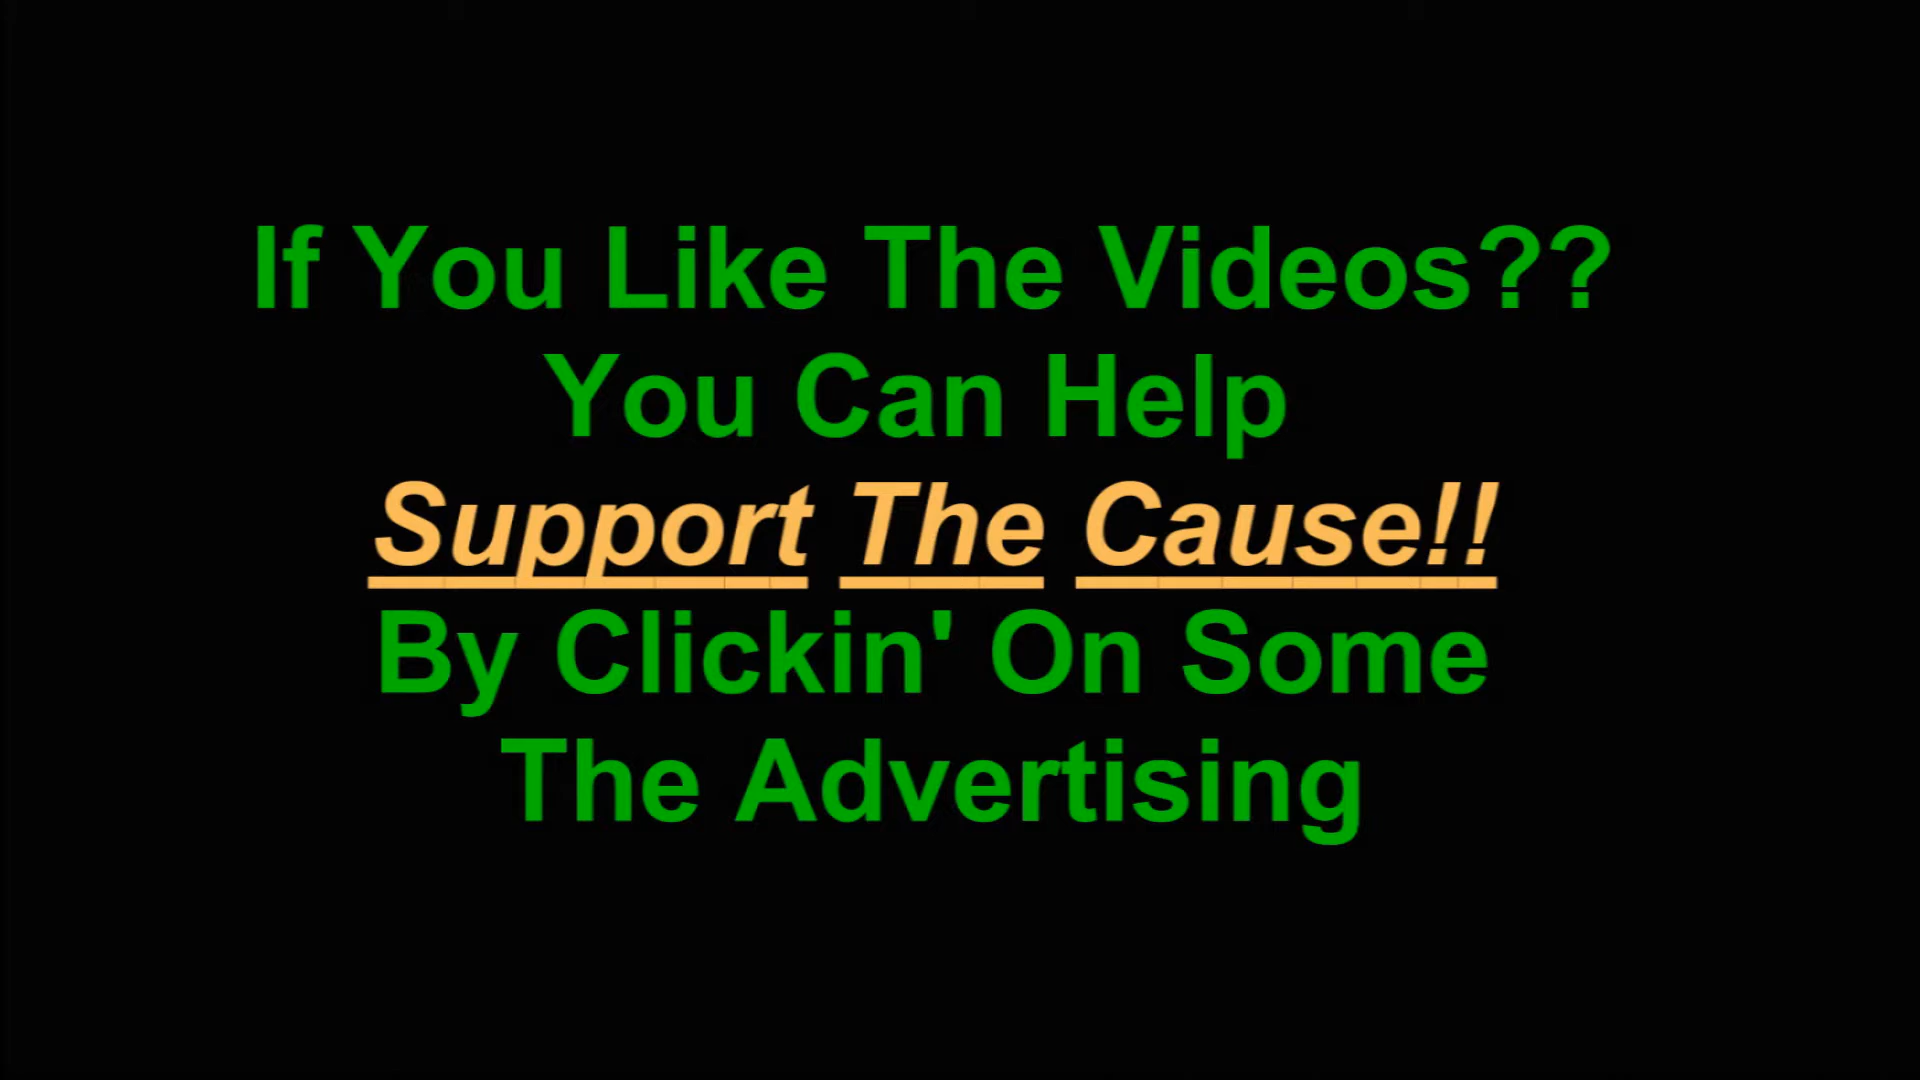 If You Like The Videos??
You Can Help
Support The Cause!!
By Clickin' On Some
The Advertising